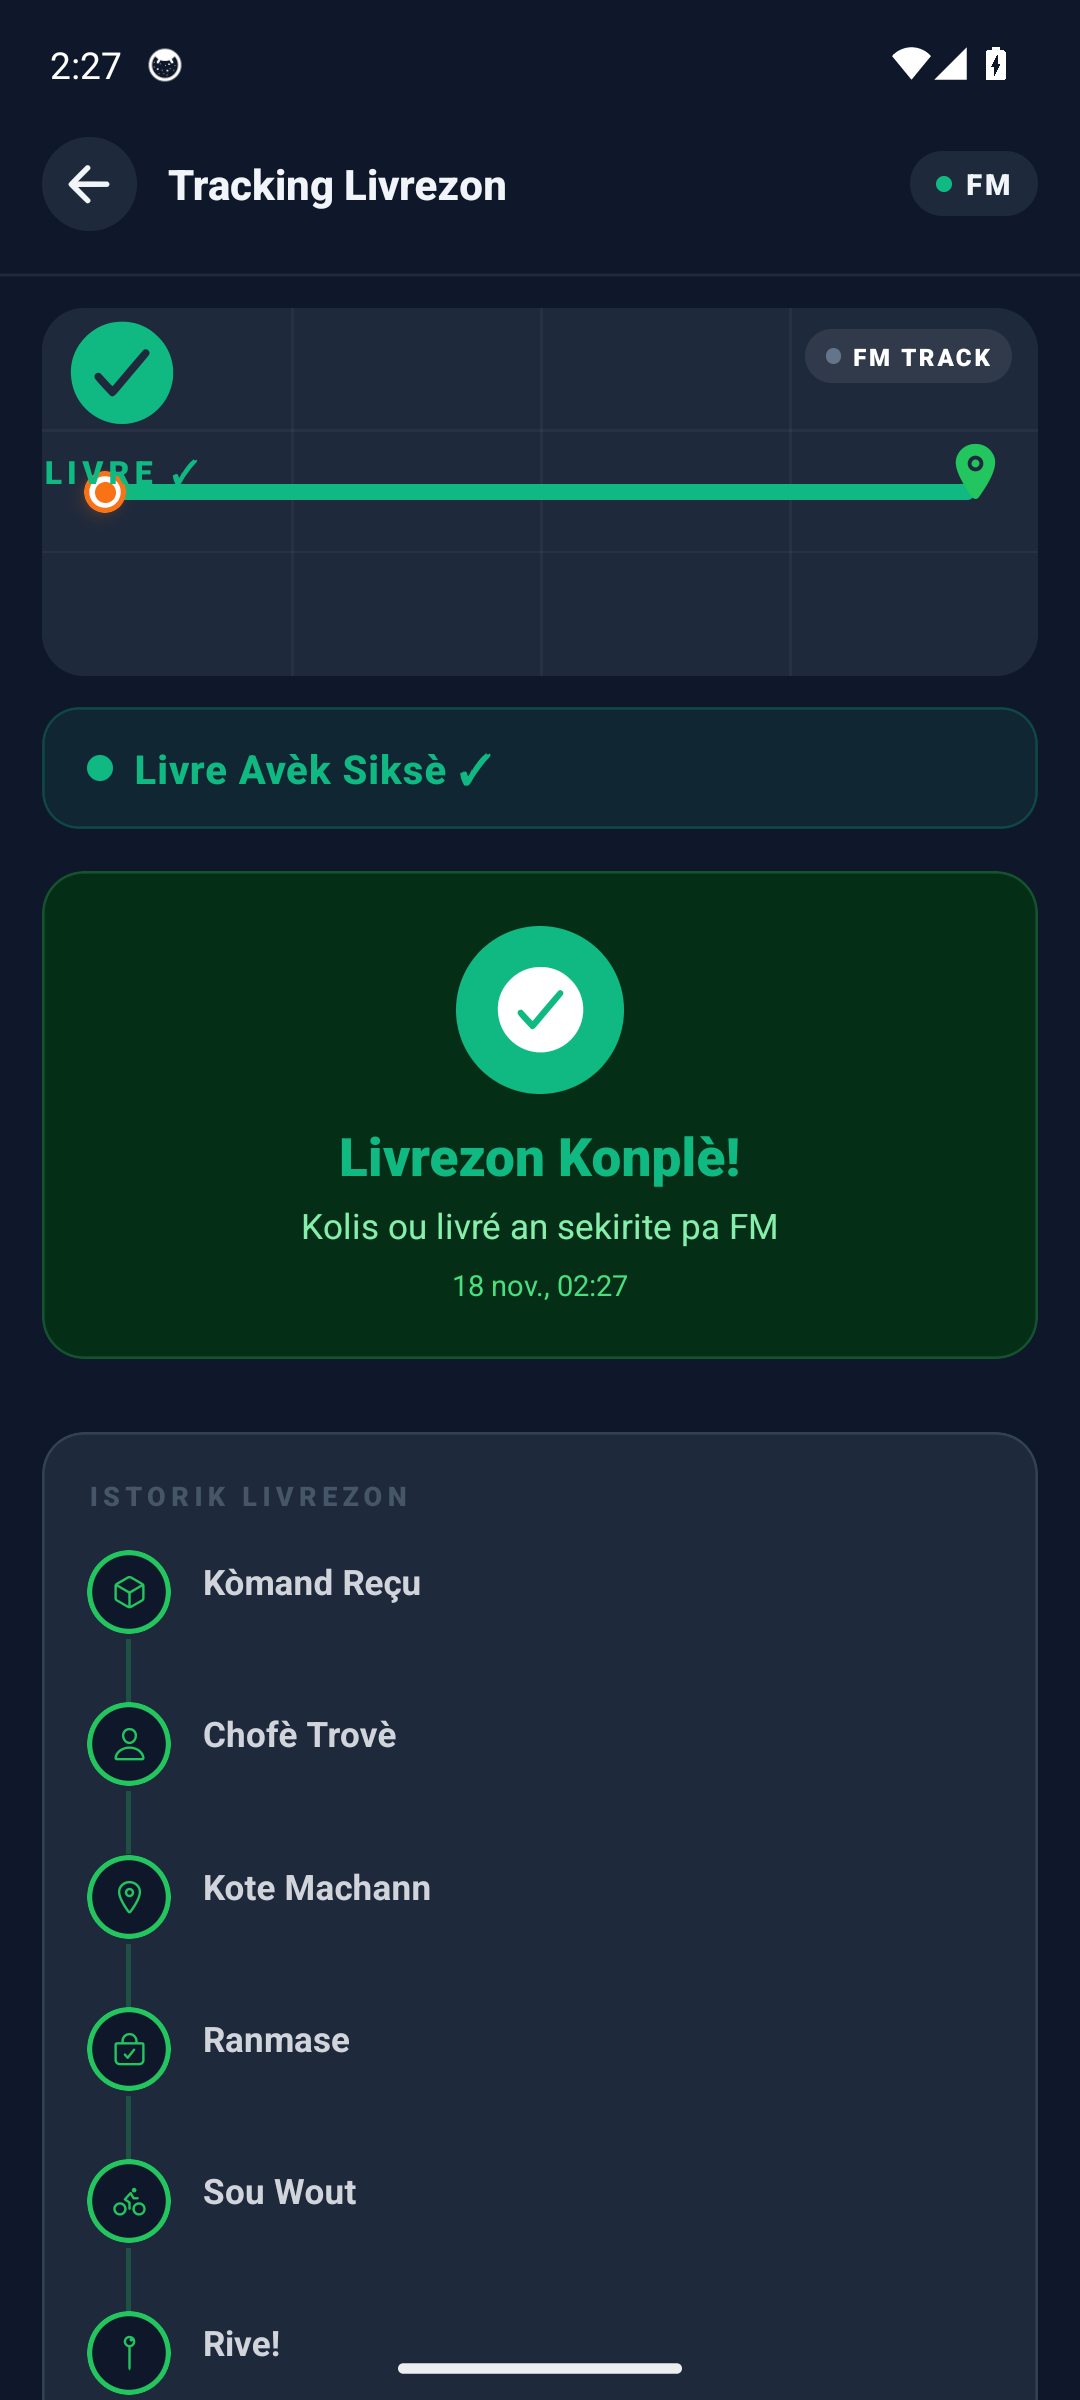 2:27
Tracking Livrezon
FM
FM TRACK
LIVRE ✓
Livre Avèk Siksè ✓
Livrezon Konplè!
Kolis ou livré an sekirite pa FM
18 nov., 02:27
ISTORIK LIVREZON
Kòmand Reçu
Chofè Trovè
Kote Machann
Ranmase
Sou Wout
Rive!